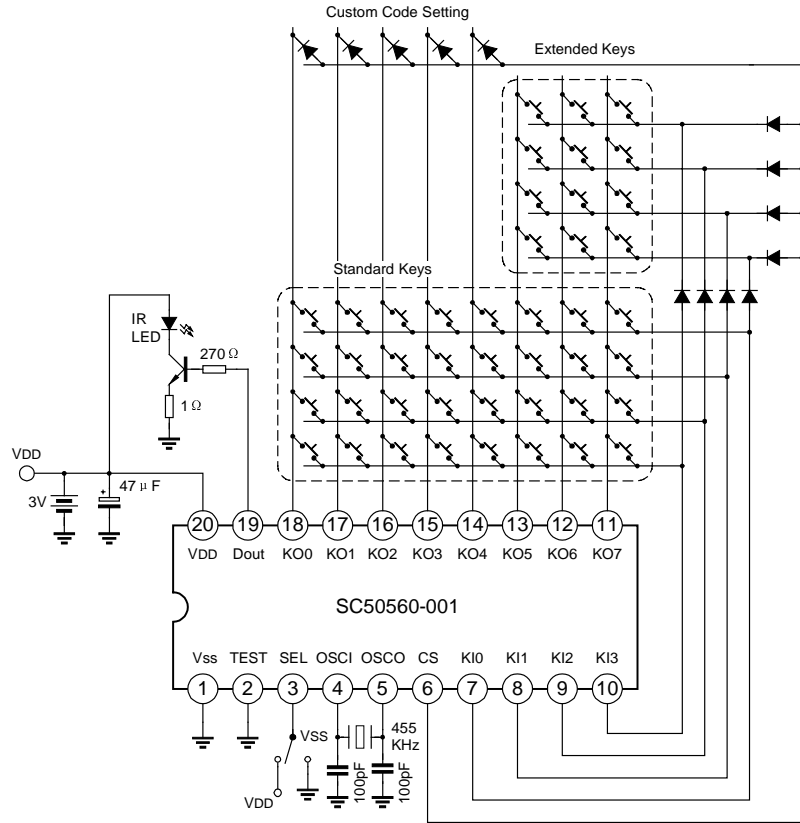 Custom Code Setting
Extended Keys
Standard Keys
IR
LED
270 Ω
1 Ω
VDD
3V
+
47 μ F
20 19 18 17 16 15 14 13 12 11
VDD Dout KO0 KO1 KO2 KO3 KO4 KO5 KO6 KO7
SC50560-001
Vss TEST SEL OSCI OSCO CS KI0 KI1 KI2 KI3
1 2 3 4 5 6 7 8 9 10
VSS
455
KHz
VDD
100pF
100pF